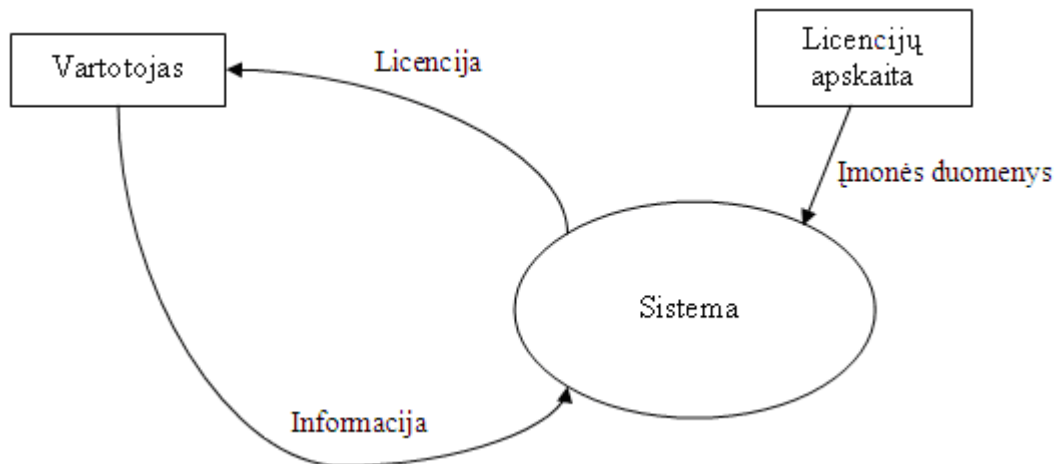 Vartotojas
Licencija
Licencijų
apskaita
Įmonės duomenys
Sistema
Informacija